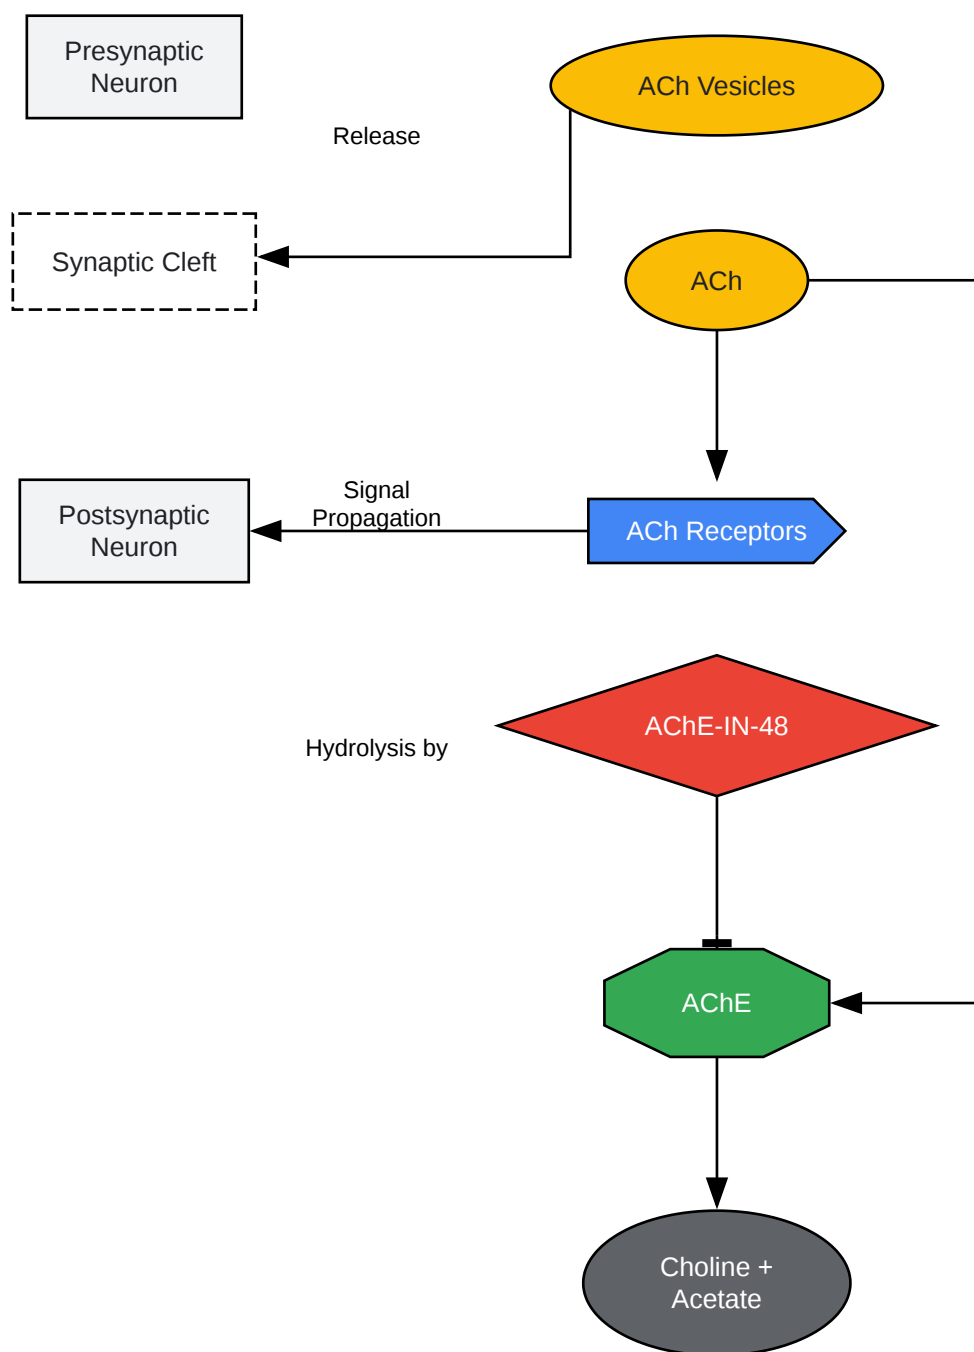 Presynaptic
Neuron
ACh Vesicles
Release
Synaptic Cleft
ACh
Signal
Propagation
Postsynaptic
Neuron
ACh Receptors
AChE-IN-48
Hydrolysis by
AChE
Choline +
Acetate